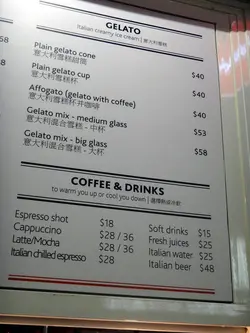 GELATO
Italian creamy ice cream | 意大利雪糕
Plain gelato cone $40
意大利雪糕甜筒
Plain gelato cup $40
意大利雪糕杯
Affogato (gelato with coffee) $40
意大利雪糕杯并咖啡
Gelato mix - medium glass $53
意大利混合雪糕 - 中杯
Gelato mix - big glass $58
意大利混合雪糕 - 大杯
COFFEE & DRINKS
to warm you up or cool you down |
Espresso shot $18
Cappuccino $28 / 36
Latte/Mocha $28 / 36
Italian chilled espresso $28
Soft drinks $15
Fresh juices $25
Italian water $25
Italian beer $48